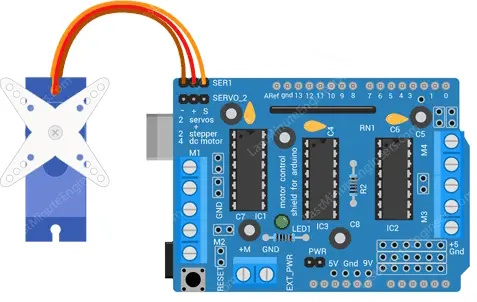 SER1
ARef gnd 13 12 11 10 9 8 7 6 5 4 3 2 1 0
- + S
SERVO_2
2 servos
+
2 stepper
4 dc motor
M1
C4
RN1
C6
C5
M4
GND
motor control
shield for arduino
R2
C7
IC1
IC3
IC2
LED1
C8
M3
M2
+M
GND
EXT_PWR
PWR
5V Gnd 9V
+5
Gnd
RESET
LastMinuteEngineers.com